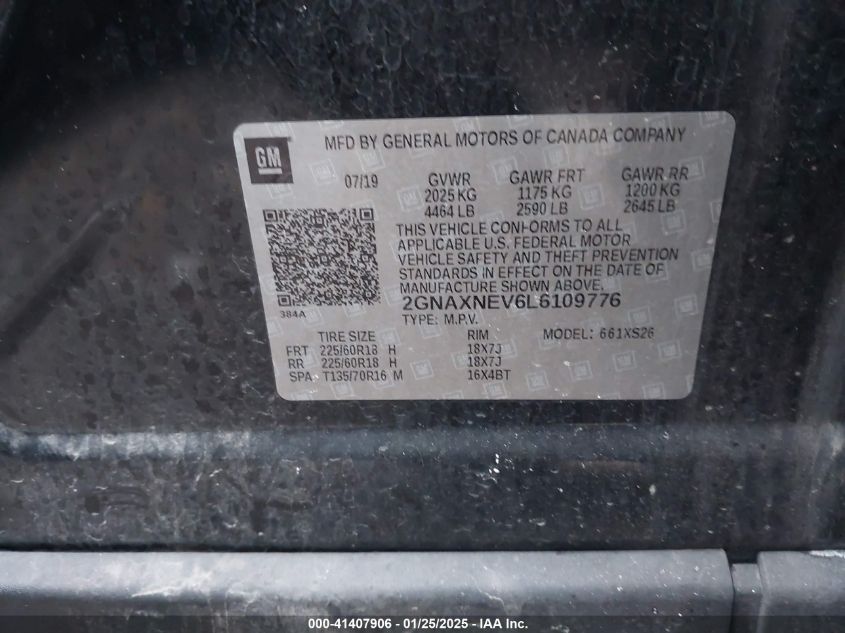 GM
MFD BY GENERAL MOTORS OF CANADA COMPANY
07/19 GVWR GAWR FRT GAWR RR
2025 KG 1175 KG 1200 KG
4464 LB 2590 LB 2645 LB
THIS VEHICLE CONFORMS TO ALL
APPLICABLE U.S. FEDERAL MOTOR
VEHICLE SAFETY AND THEFT PREVENTION
STANDARDS IN EFFECT ON THE DATE OF
MANUFACTURE SHOWN ABOVE.
384A 2GNAXNEV6L6109776
TYPE: M.P.V.
TIRE SIZE RIM MODEL: 661XS26
FRT 225/60R18 H 18X7J
RR 225/60R18 H 18X7J
SPA T135/70R16 M 16X4BT
000-41407906 / 01/25/2025 - IAA Inc.